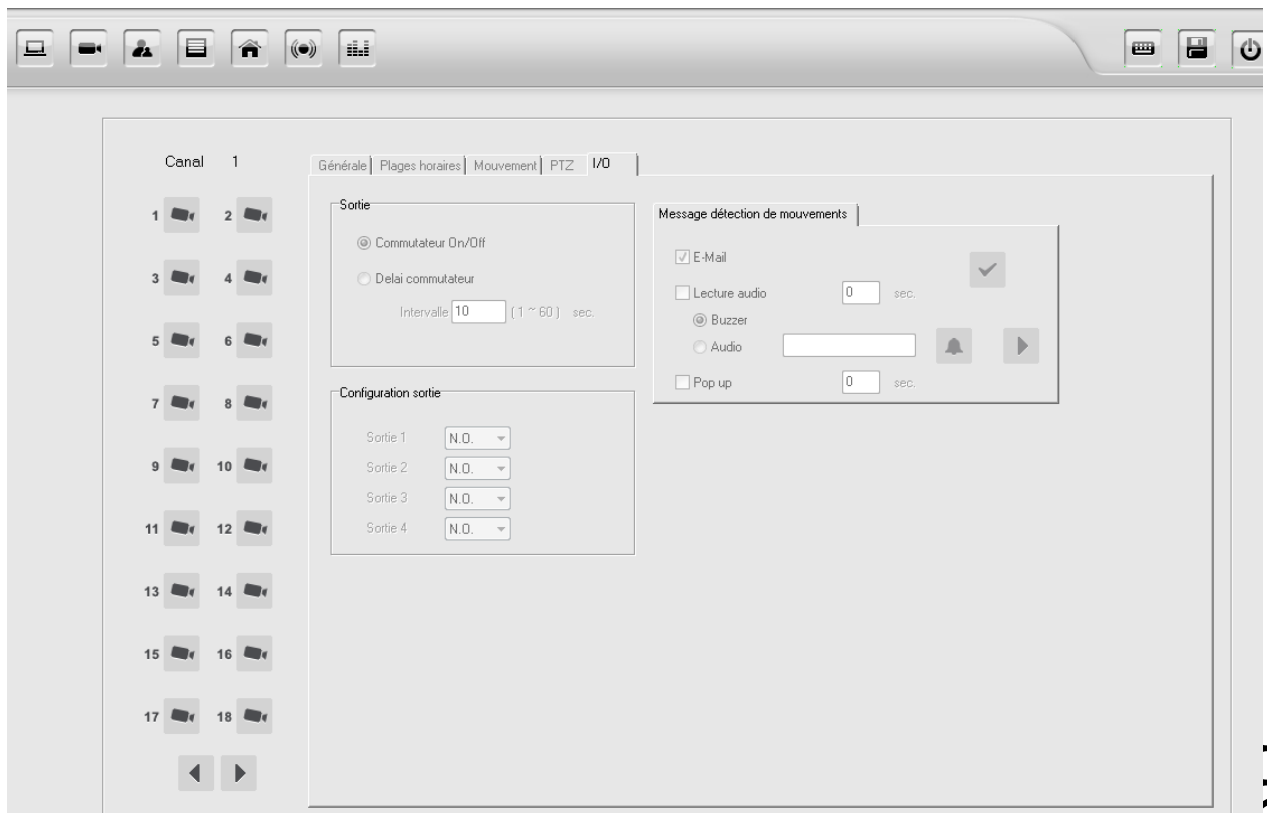 Canal 1
Générale Plages horaires Mouvement PTZ I/O
1 2
3 4
5 6
7 8
9 10
11 12
13 14
15 16
17 18
Sortie
Commutateur On/Off
Delai commutateur
Intervalle 10 ( 1 ~ 60 ) sec.
Configuration sortie
Sortie 1 N.O.
Sortie 2 N.O.
Sortie 3 N.O.
Sortie 4 N.O.
Message détection de mouvements
E-Mail
Lecture audio 0 sec.
Buzzer
Audio
Pop up 0 sec.